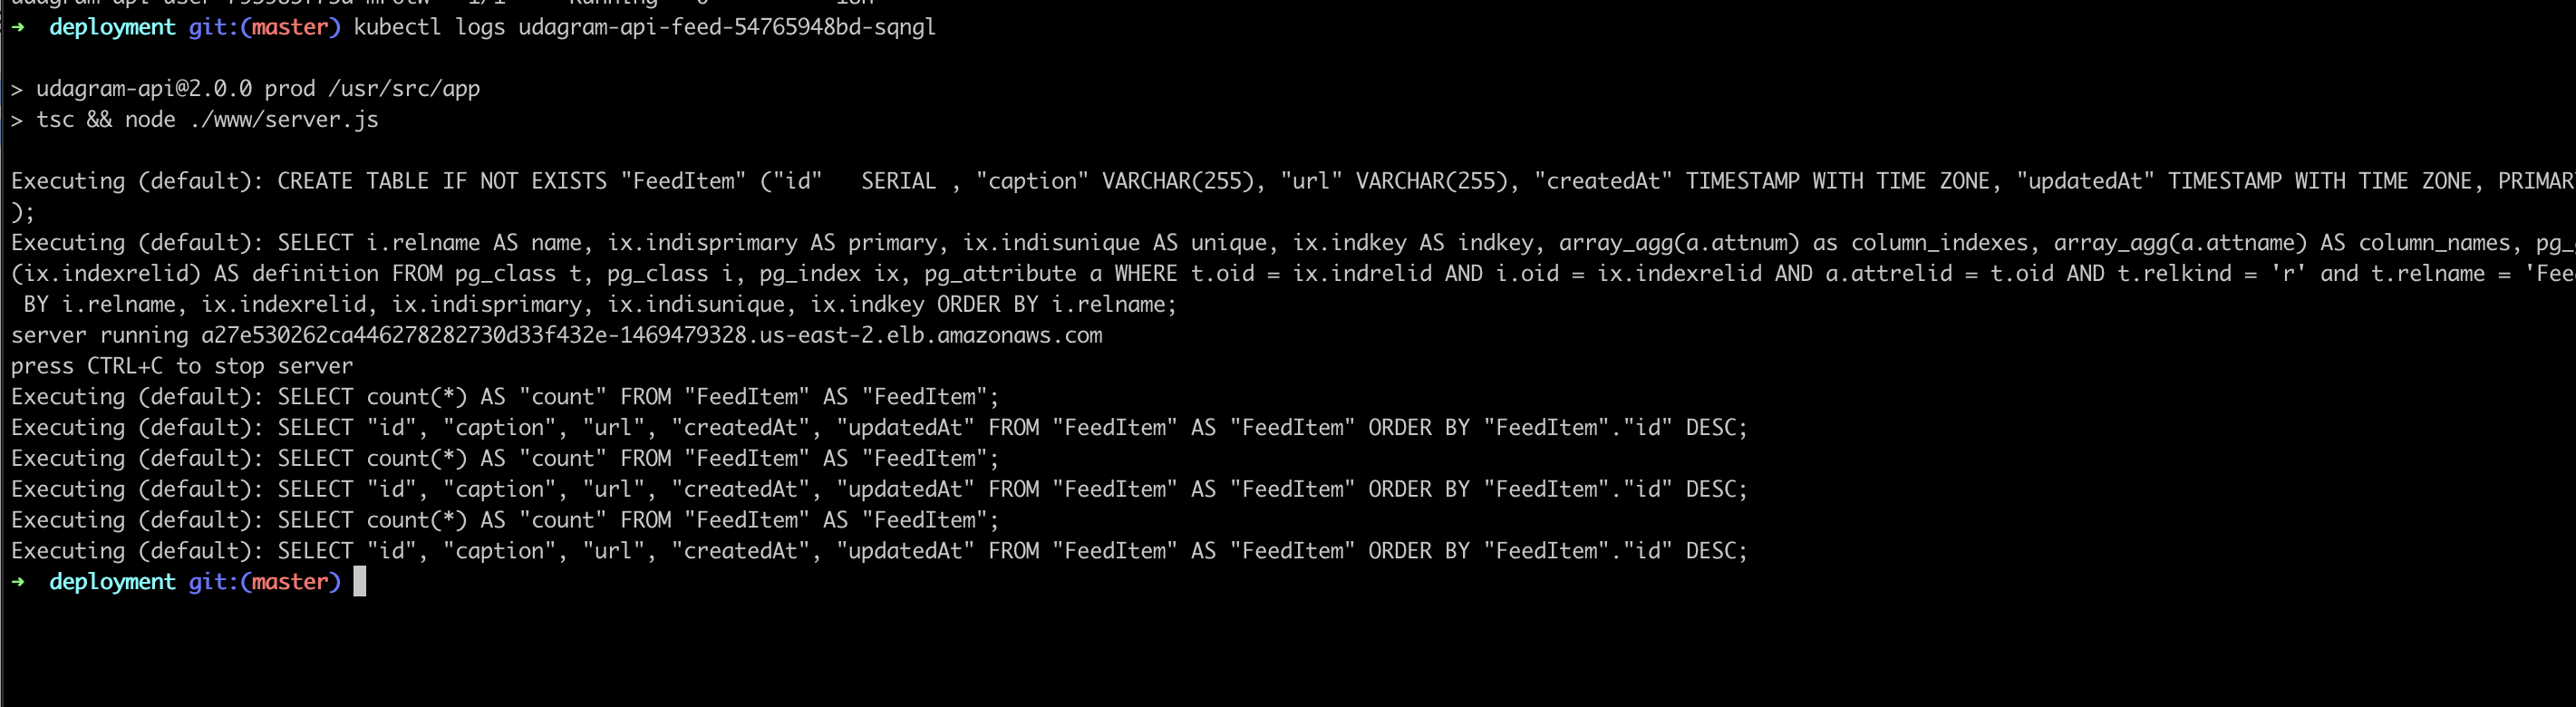 ➜  deployment git:(master) kubectl logs udagram-api-feed-54765948bd-sqngl
> udagram-api@2.0.0 prod /usr/src/app
> tsc && node ./www/server.js
Executing (default): CREATE TABLE IF NOT EXISTS "FeedItem" ("id"   SERIAL , "caption" VARCHAR(255), "url" VARCHAR(255), "createdAt" TIMESTAMP WITH TIME ZONE, "updatedAt" TIMESTAMP WITH TIME ZONE, PRIMAR
);
Executing (default): SELECT i.relname AS name, ix.indisprimary AS primary, ix.indisunique AS unique, ix.indkey AS indkey, array_agg(a.attnum) as column_indexes, array_agg(a.attname) AS column_names, pg_
(ix.indexrelid) AS definition FROM pg_class t, pg_class i, pg_index ix, pg_attribute a WHERE t.oid = ix.indrelid AND i.oid = ix.indexrelid AND a.attrelid = t.oid AND t.relkind = 'r' and t.relname = 'Fee
 BY i.relname, ix.indexrelid, ix.indisprimary, ix.indisunique, ix.indkey ORDER BY i.relname;
server running a27e530262ca446278282730d33f432e-1469479328.us-east-2.elb.amazonaws.com
press CTRL+C to stop server
Executing (default): SELECT count(*) AS "count" FROM "FeedItem" AS "FeedItem";
Executing (default): SELECT "id", "caption", "url", "createdAt", "updatedAt" FROM "FeedItem" AS "FeedItem" ORDER BY "FeedItem"."id" DESC;
Executing (default): SELECT count(*) AS "count" FROM "FeedItem" AS "FeedItem";
Executing (default): SELECT "id", "caption", "url", "createdAt", "updatedAt" FROM "FeedItem" AS "FeedItem" ORDER BY "FeedItem"."id" DESC;
Executing (default): SELECT count(*) AS "count" FROM "FeedItem" AS "FeedItem";
Executing (default): SELECT "id", "caption", "url", "createdAt", "updatedAt" FROM "FeedItem" AS "FeedItem" ORDER BY "FeedItem"."id" DESC;
➜  deployment git:(master)